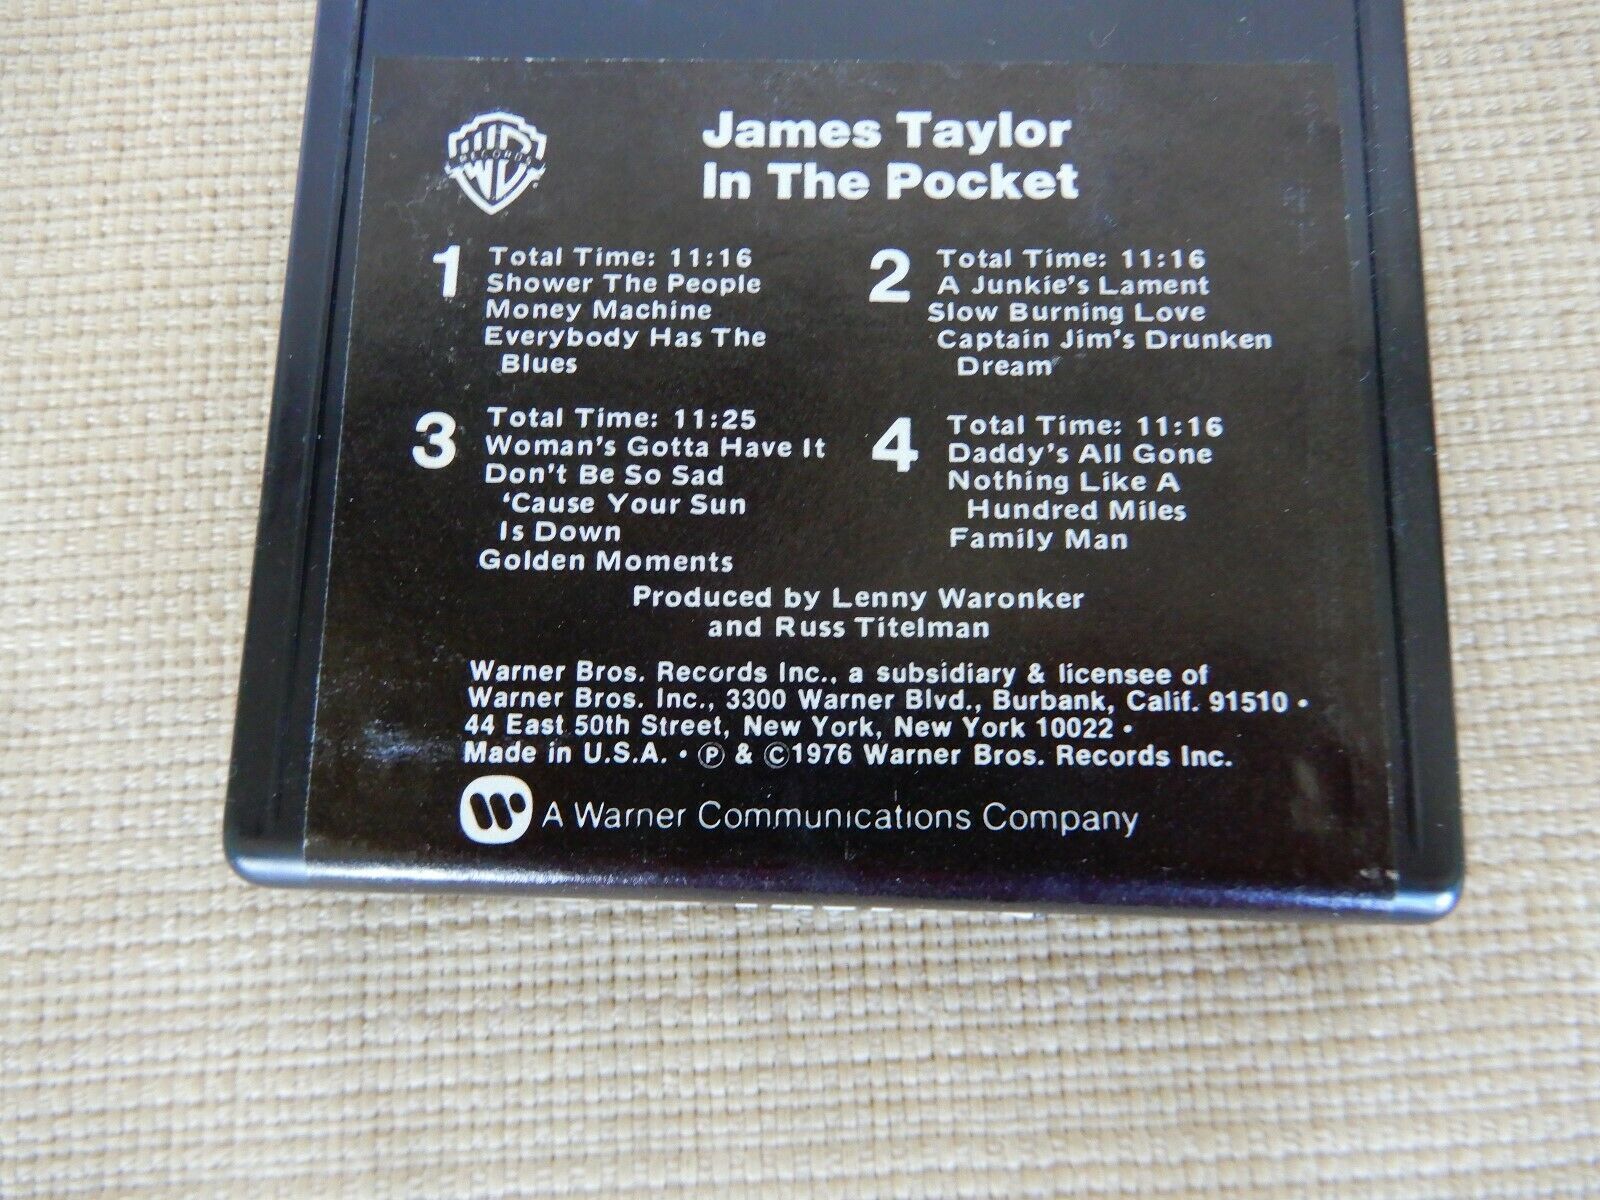 WB RECORDS
James Taylor
In The Pocket
1
Total Time: 11:16
Shower The People
Money Machine
Everybody Has The
Blues
2
Total Time: 11:16
A Junkie's Lament
Slow Burning Love
Captain Jim's Drunken
Dream
3
Total Time: 11:25
Woman's Gotta Have It
Don't Be So Sad
'Cause Your Sun
Is Down
Golden Moments
4
Total Time: 11:16
Daddy's All Gone
Nothing Like A
Hundred Miles
Family Man
Produced by Lenny Waronker
and Russ Titelman
Warner Bros. Records Inc., a subsidiary & licensee of
Warner Bros. Inc., 3300 Warner Blvd., Burbank, Calif. 91510 •
44 East 50th Street, New York, New York 10022 •
Made in U.S.A. • Ⓟ & ©1976 Warner Bros. Records Inc.
A Warner Communications Company